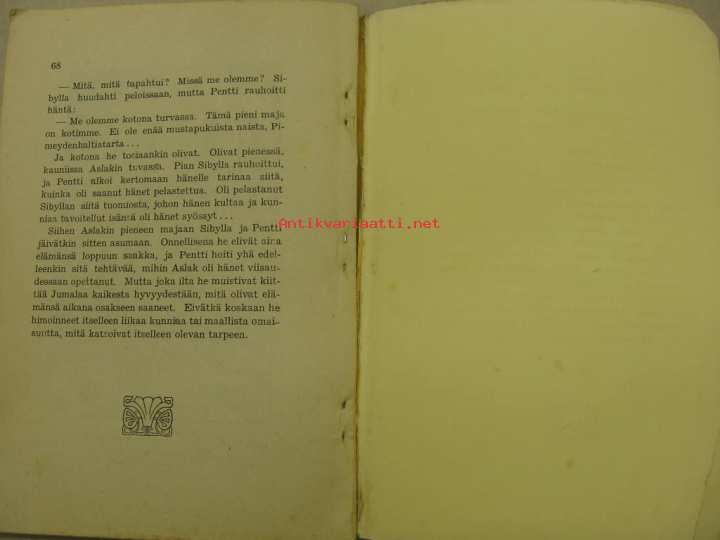 68
— Mitä, mitä tapahtui? Missä me olemme? Si-
bylla huudahti peloissaan, mutta Pentti rauhoitti
häntä:
— Me olemme kotona turvassa. Tämä pieni maja
on kotimme. Ei ole enää mustapukuista naista, Pi-
meydenhaltiatarta . . .
Ja kotona he tosiaankin olivat. Olivat pienessä,
kauniissa Aslakin tuvassa. Pian Sibylla rauhoittui,
ja Pentti alkoi kertomaan hänelle tarinaa siitä,
kuinka oli saanut hänet pelastettua. Oli pelastanut
Sibyllan siitä tuomiosta, johon hänen kultaa ja kun-
niaa tavoitellut isänsä oli hänet syössyt . . .
Siihen Aslakin pieneen majaan Sibylla ja Pentti
jäivätkin sitten asumaan. Onnellisena he elivät aina
elämänsä loppuun saakka, ja Pentti hoiti yhä edel-
leenkin sitä tehtävää, mihin Aslak oli hänet viisau-
dessaan opettanut. Mutta joka ilta he muistivat kiit-
tää Jumalaa kaikesta hyvyydestään, mitä olivat elä-
mänsä aikana osakseen saaneet. Eivätkä koskaan he
himoinneet itselleen liikaa kunniaa tai maallista omai-
suutta, mitä katsoivat itselleen olevan tarpeen.
Antikvariaatti.net